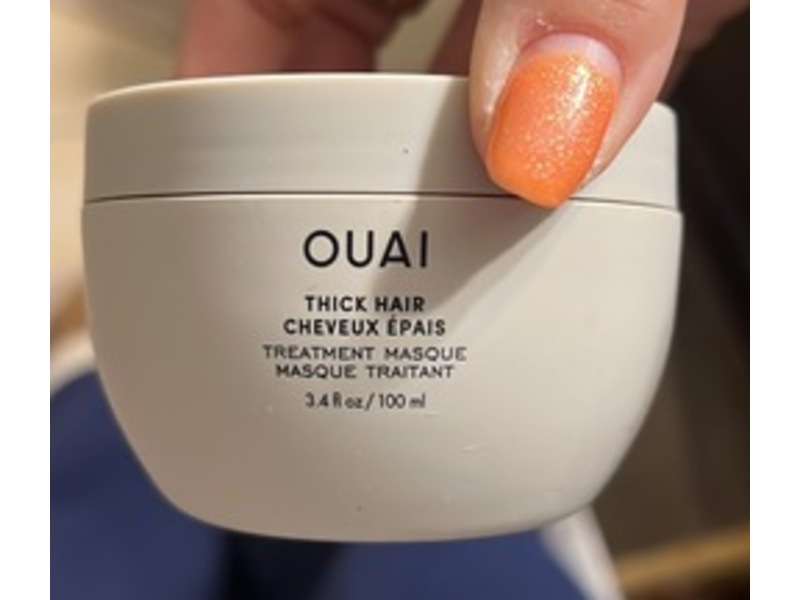 OUAI
THICK HAIR
CHEVEUX ÉPAIS
TREATMENT MASQUE
MASQUE TRAITANT
3.4 fl oz / 100 ml